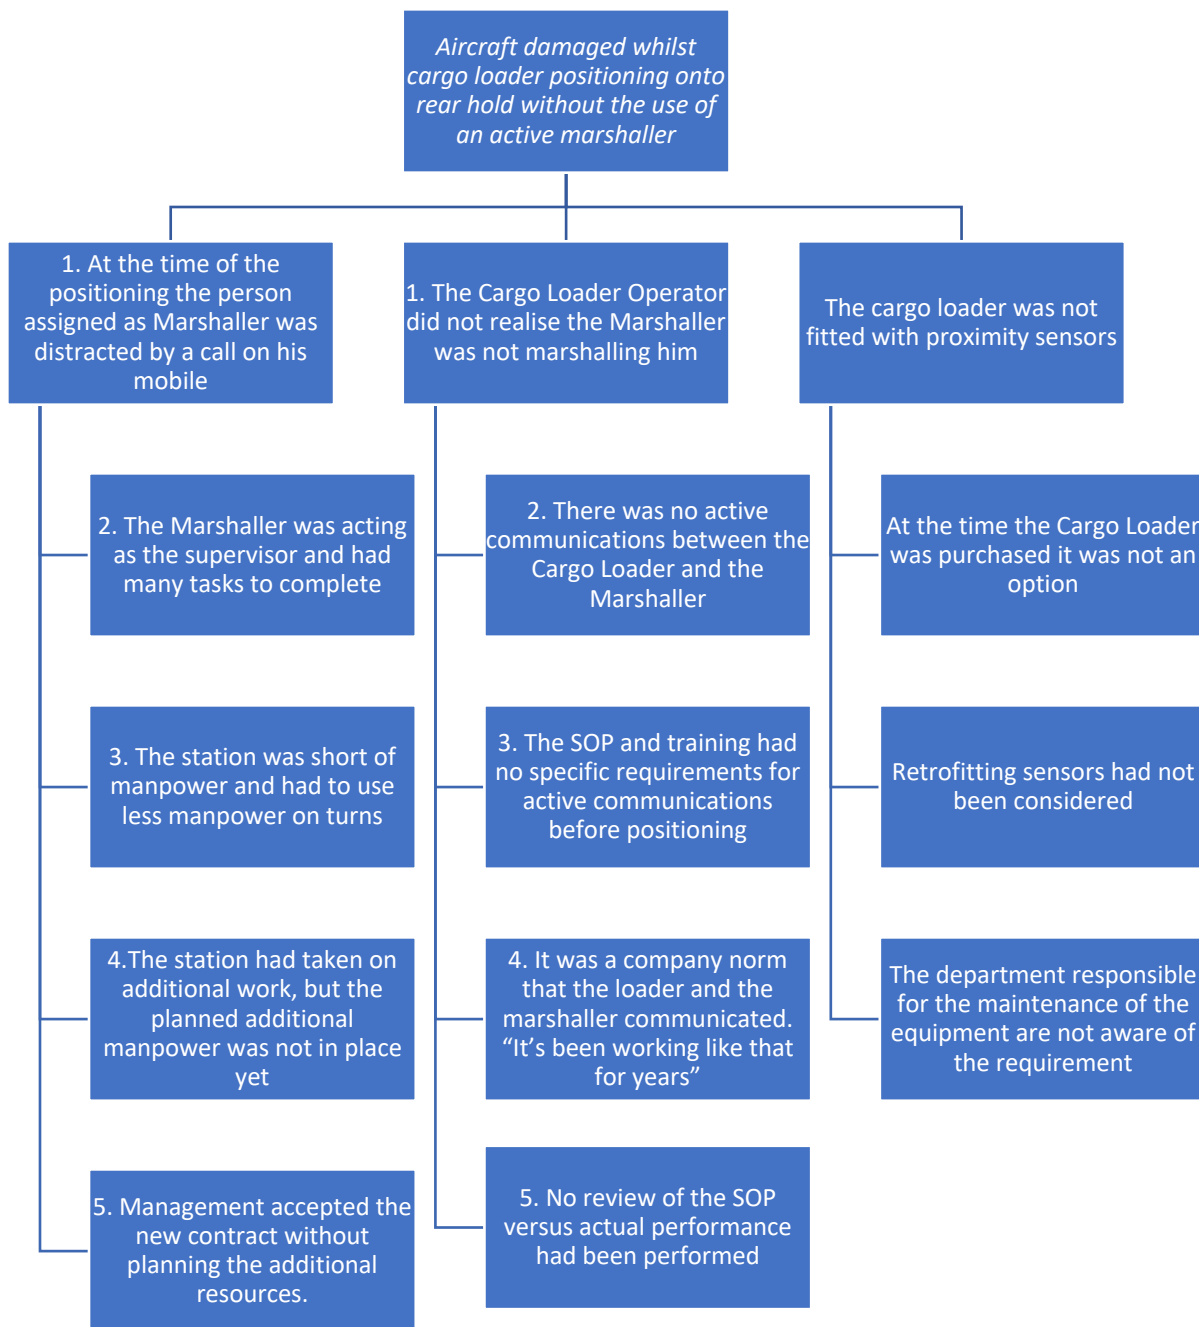 Aircraft damaged whilst
cargo loader positioning onto
rear hold without the use of
an active marshaller
1. At the time of the
positioning the person
assigned as Marshaller was
distracted by a call on his
mobile
2. The Marshaller was acting
as the supervisor and had
many tasks to complete
3. The station was short of
manpower and had to use
less manpower on turns
4.The station had taken on
additional work, but the
planned additional
manpower was not in place
yet
5. Management accepted the
new contract without
planning the additional
resources.
1. The Cargo Loader Operator
did not realise the Marshaller
was not marshalling him
2. There was no active
communications between the
Cargo Loader and the
Marshaller
3. The SOP and training had
no specific requirements for
active communications
before positioning
4. It was a company norm
that the loader and the
marshaller communicated.
“It’s been working like that
for years”
5. No review of the SOP
versus actual performance
had been performed
The cargo loader was not
fitted with proximity sensors
At the time the Cargo Loader
was purchased it was not an
option
Retrofitting sensors had not
been considered
The department responsible
for the maintenance of the
equipment are not aware of
the requirement